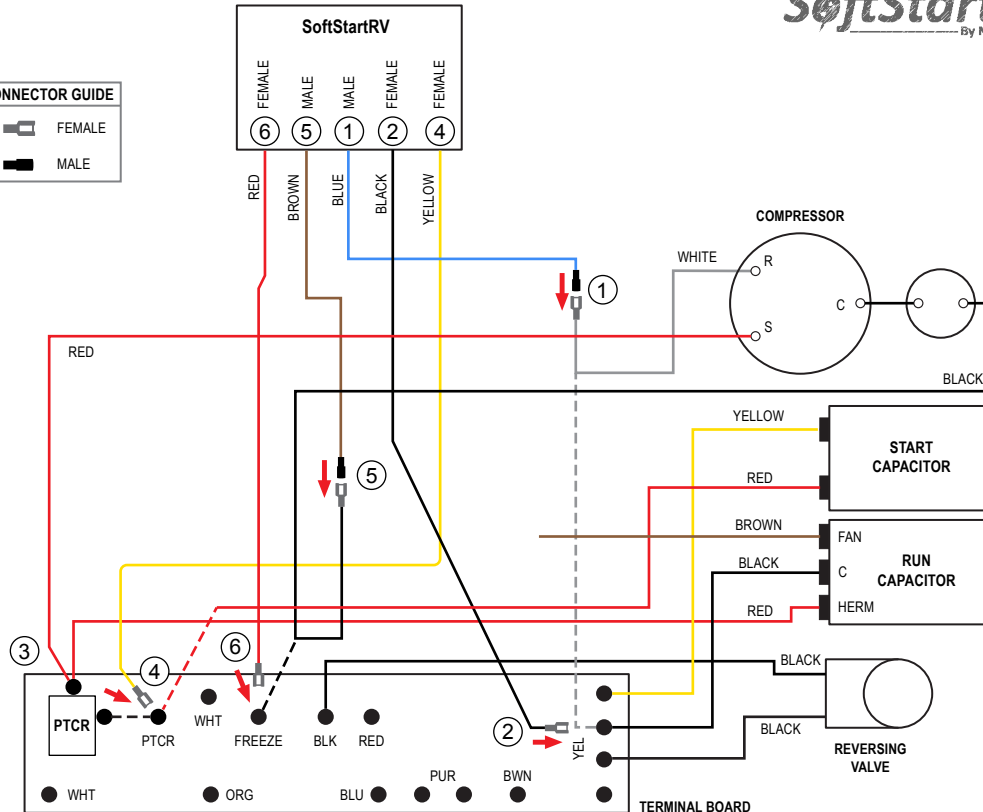 SoftStart
By
SoftStartRV
FEMALE
MALE
MALE
FEMALE
FEMALE
6
5
1
2
4
CONNECTOR GUIDE
FEMALE
MALE
RED
BROWN
BLUE
BLACK
YELLOW
COMPRESSOR
WHITE
R
C
S
1
RED
BLACK
YELLOW
START
CAPACITOR
RED
5
BROWN
FAN
BLACK
C
RUN
CAPACITOR
RED
HERM
3
4
6
BLACK
PTCR
PTCR
WHT
FREEZE
BLK
RED
2
YEL
BLACK
REVERSING
VALVE
WHT
ORG
BLU
PUR
BWN
TERMINAL BOARD